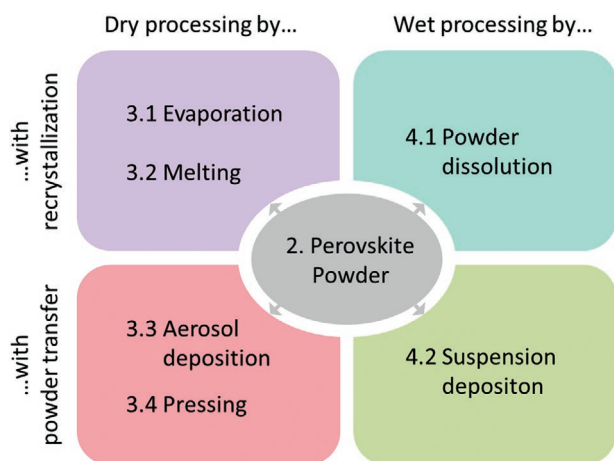 Dry processing by...
Wet processing by...
...with
recrystallization
3.1 Evaporation
3.2 Melting
4.1 Powder
dissolution
2. Perovskite
Powder
...with
powder transfer
3.3 Aerosol
deposition
3.4 Pressing
4.2 Suspension
depositon